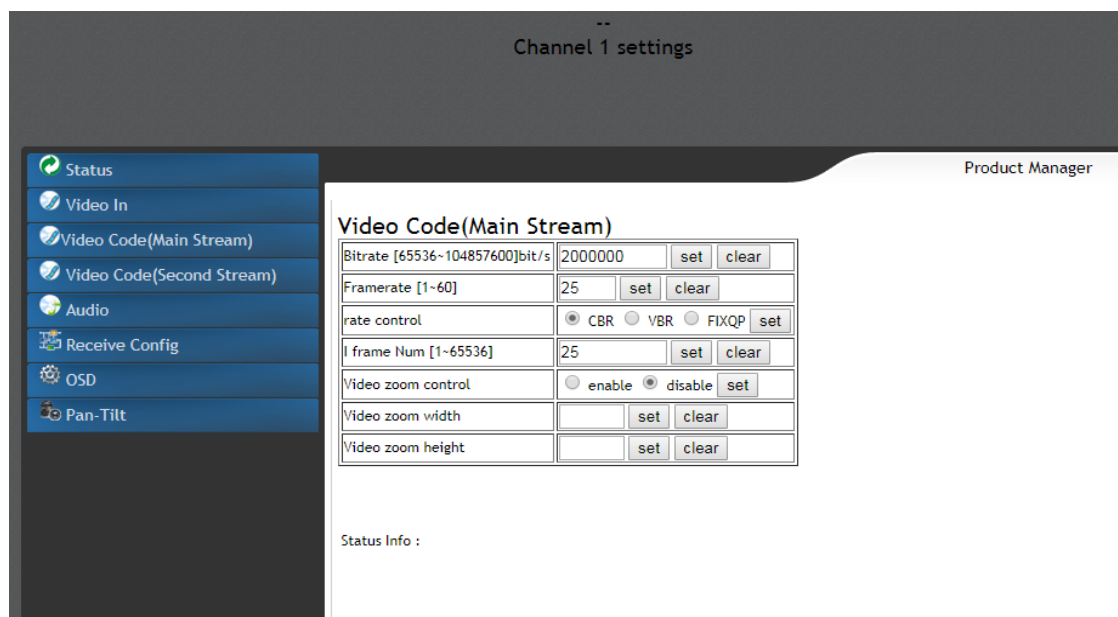 --
Channel 1 settings
Status
Video In
Video Code(Main Stream)
Video Code(Second Stream)
Audio
Receive Config
OSD
Pan-Tilt
Product Manager
Video Code(Main Stream)
Bitrate [65536~104857600]bit/s 2000000 set clear
Framerate [1~60] 25 set clear
rate control CBR VBR FIXQP set
I frame Num [1~65536] 25 set clear
Video zoom control enable disable set
Video zoom width set clear
Video zoom height set clear
Status Info :